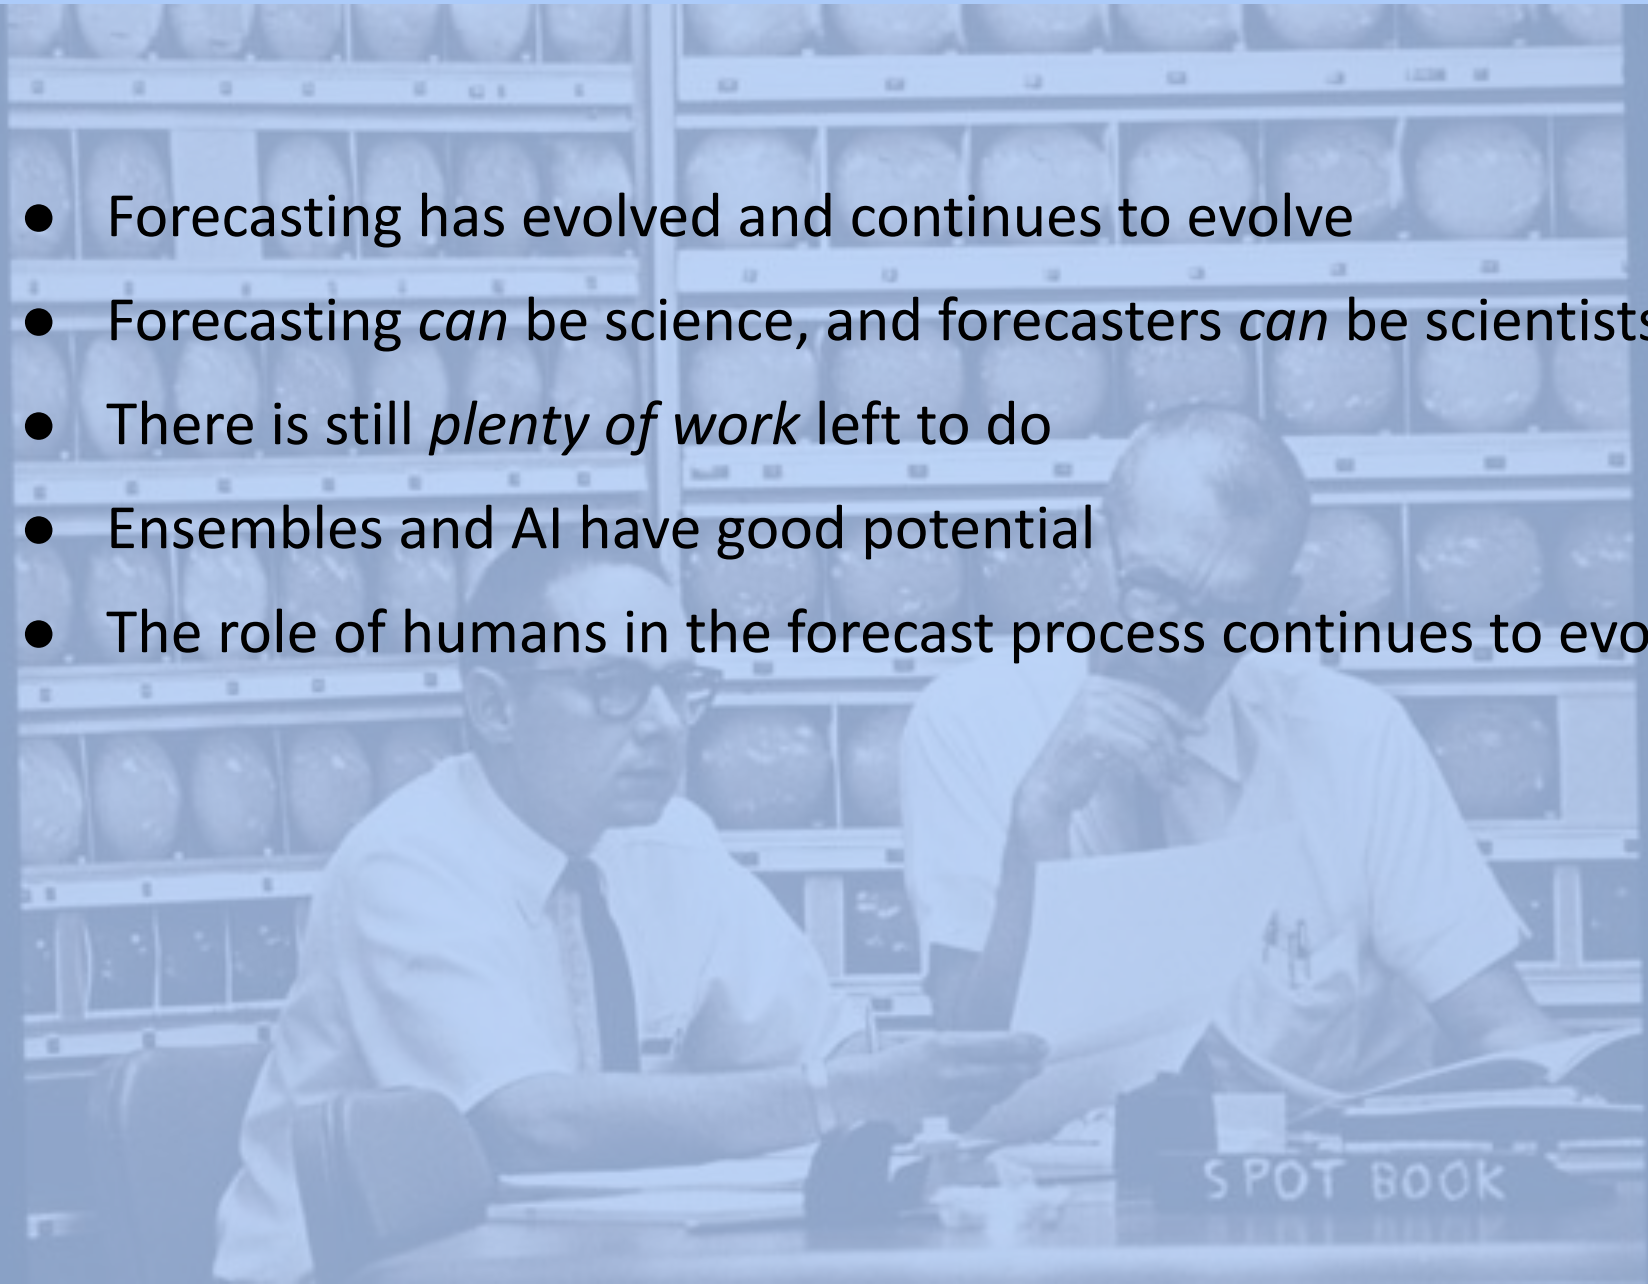 ● Forecasting has evolved and continues to evolve
● Forecasting can be science, and forecasters can be scientists
● There is still plenty of work left to do
● Ensembles and AI have good potential
● The role of humans in the forecast process continues to evo
SPOT BOOK